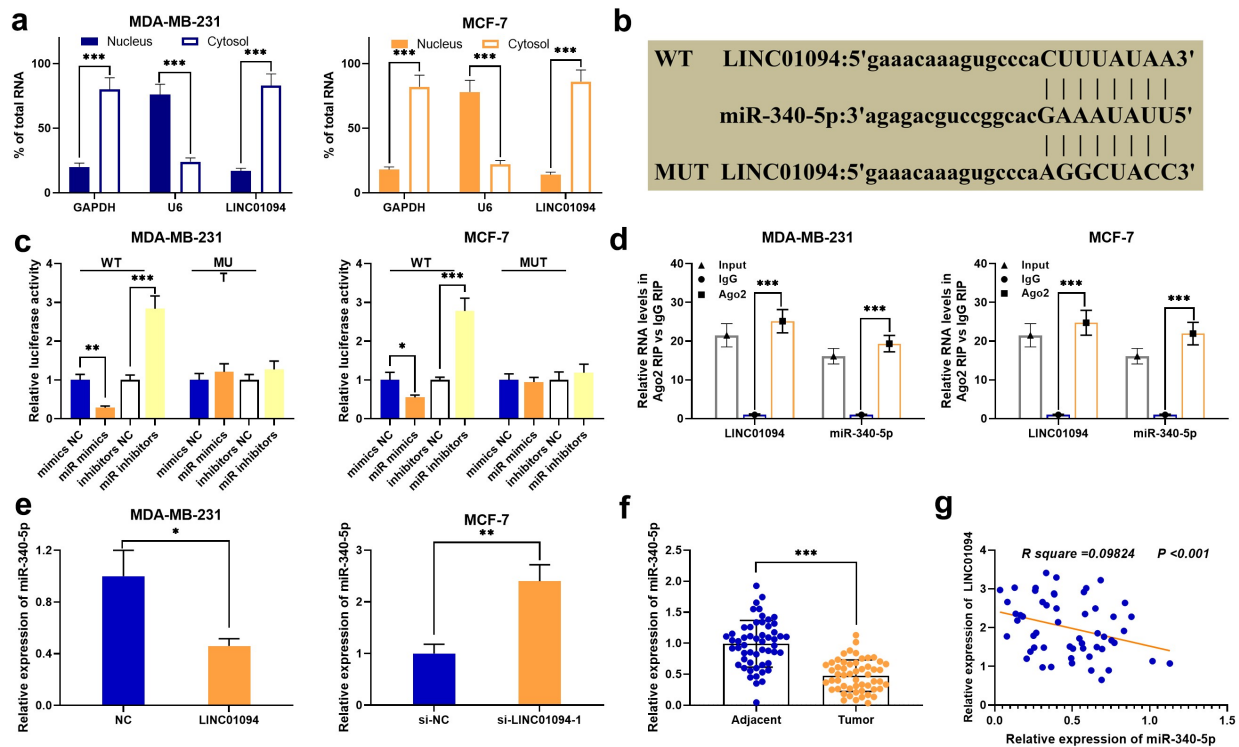 a
MDA-MB-231
Nucleus Cytosol
% of total RNA
100
50
0
*** *** ***
GAPDH U6 LINC01094
MCF-7
Nucleus Cytosol
% of total RNA
100
50
0
*** *** ***
GAPDH U6 LINC01094
b
WT LINC01094:5'gaaacaaagugcccaCUUUAUAA3'
miR-340-5p:3'agagacguccggcacGAAAUAUU5'
MUT LINC01094:5'gaaacaaagugcccaAGGCUACC3'
c
MDA-MB-231
Relative luciferase activity
4
3
2
1
0
WT
MU
T
** ***
mimics NC
miR mimics
inhibitors NC
miR inhibitors
mimics NC
miR mimics
inhibitors NC
miR inhibitors
MCF-7
Relative luciferase activity
4
3
2
1
0
WT MUT
* ***
mimics NC
miR mimics
inhibitors NC
miR inhibitors
mimics NC
miR mimics
inhibitors NC
miR inhibitors
d
MDA-MB-231
Relative RNA levels in
Ago2 RIP vs IgG RIP
40
30
20
10
0
Input
IgG
Ago2
*** ***
LINC01094 miR-340-5p
MCF-7
Relative RNA levels in
Ago2 RIP vs IgG RIP
40
30
20
10
0
Input
IgG
Ago2
*** ***
LINC01094 miR-340-5p
e
MDA-MB-231
Relative expression of miR-340-5p
1.2
0.8
0.4
0.0
*
NC LINC01094
MCF-7
Relative expression of miR-340-5p
3
2
1
0
**
si-NC si-LINC01094-1
f
Relative expression of miR-340-5p
2.5
2.0
1.5
1.0
0.5
0.0
***
Adjacent Tumor
g
Relative expression of LINC01094
4
3
2
1
0
R square =0.09824 P <0.001
0.0 0.5 1.0 1.5
Relative expression of miR-340-5p